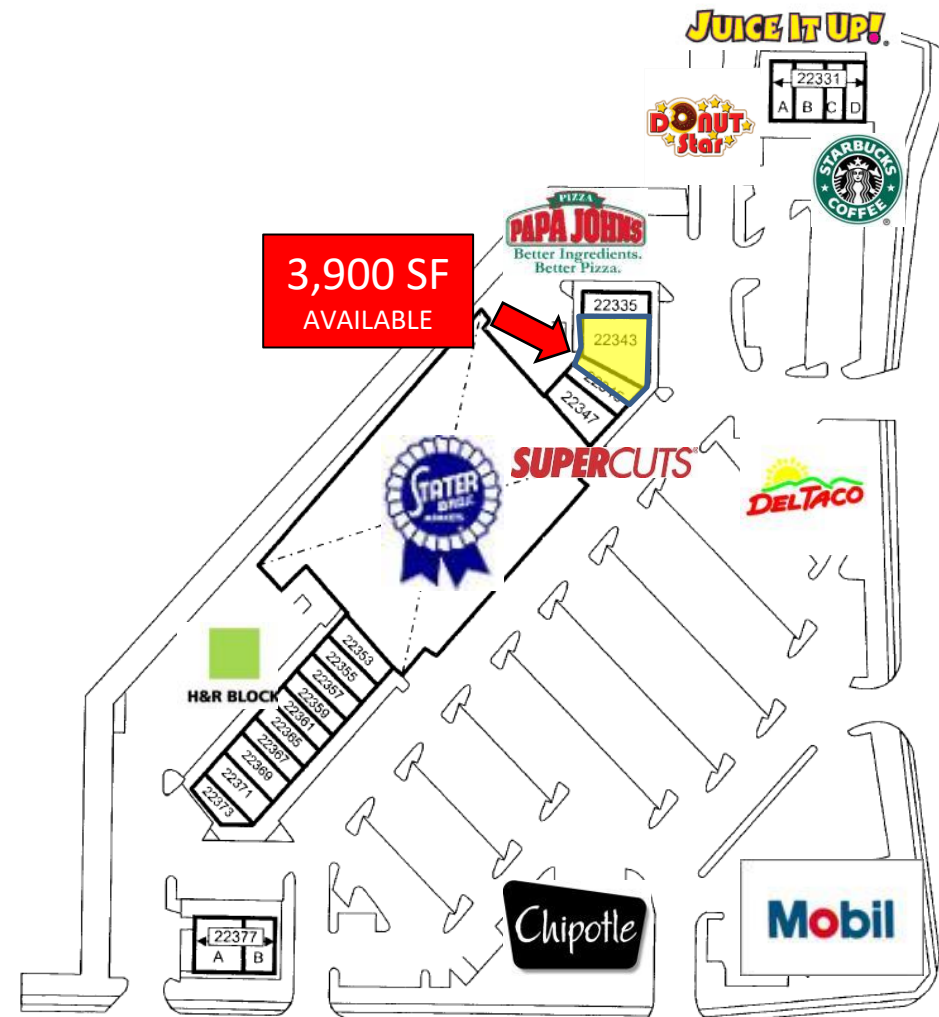 JUICE IT UP!
22331
A B C D
DONUT
Star
STARBUCKS
COFFEE
PIZZA
PAPA JOHNS
Better Ingredients.
Better Pizza.
3,900 SF
AVAILABLE
22335
22343
22347
SUPERCUTS
STATER
BROS
DEL TACO
22353
22355
22357
22359
22361
22365
22367
22369
22371
22373
H&R BLOCK
22377
A B
Chipotle
Mobil